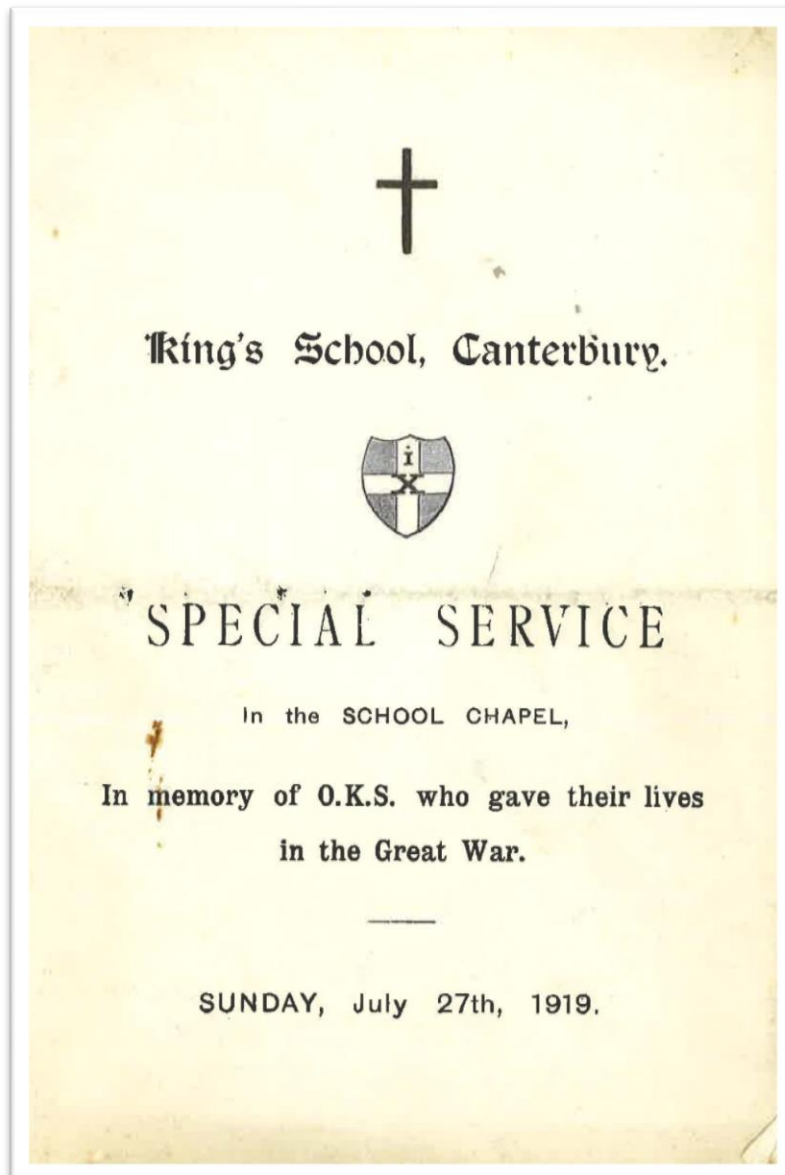 King's School, Canterbury.
i
X
SPECIAL SERVICE
In the SCHOOL CHAPEL,
In memory of O.K.S. who gave their lives
in the Great War.
SUNDAY, July 27th, 1919.